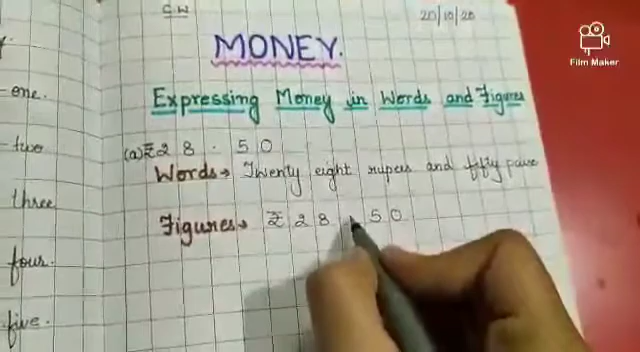 C.W
20/10/20
MONEY.
Expressing Money in Words and Figures
(a) ₹ 28.50
Words→ Twenty eight rupees and fifty paise
Figures→ ₹ 28.50
one.
two
three
four.
five.
Film Maker